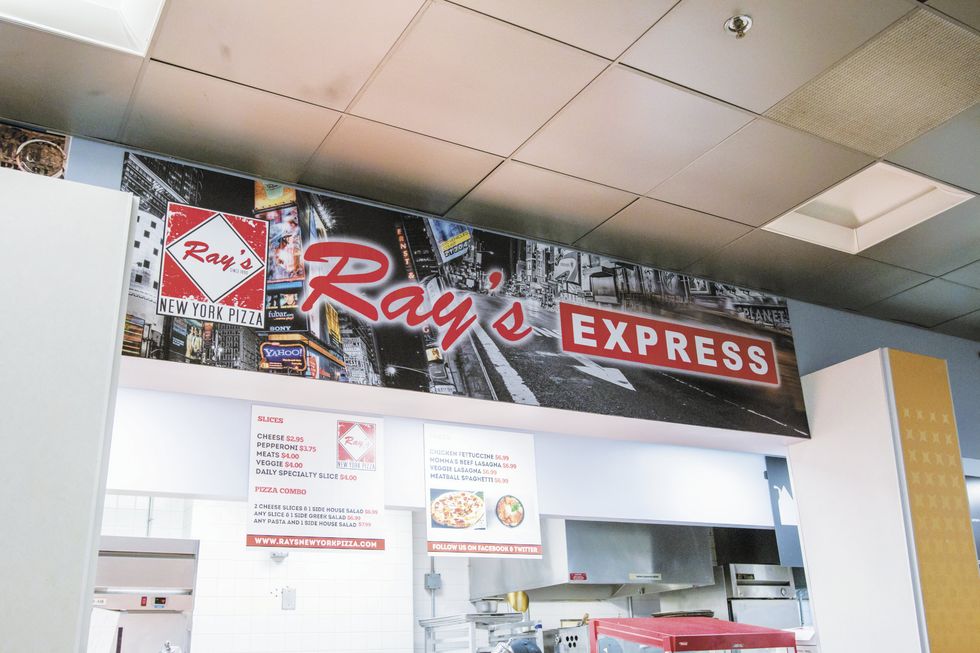 Ray's
SINCE 1990
NEW YORK PIZZA
Ray's
EXPRESS
fubar
SONY
YAHOO!
PLANET
SLICES
CHEESE $2.95
PEPPERONI $3.75
MEATS $4.00
VEGGIE $4.00
DAILY SPECIALTY SLICE $4.00
PIZZA COMBO
2 CHEESE SLICES & 1 SIDE HOUSE SALAD $6.99
ANY SLICE & 1 SIDE GREEK SALAD $6.99
ANY PASTA AND 1 SIDE HOUSE SALAD $7.99
WWW.RAYSNEWYORKPIZZA.COM
Ray's
NEW YORK PIZZA
CHICKEN FETTUCCINE $6.99
MOMMA'S BEEF LASAGNA $6.99
VEGGIE LASAGNA $6.99
MEATBALL SPAGHETTI $6.99
FOLLOW US ON FACEBOOK & TWITTER